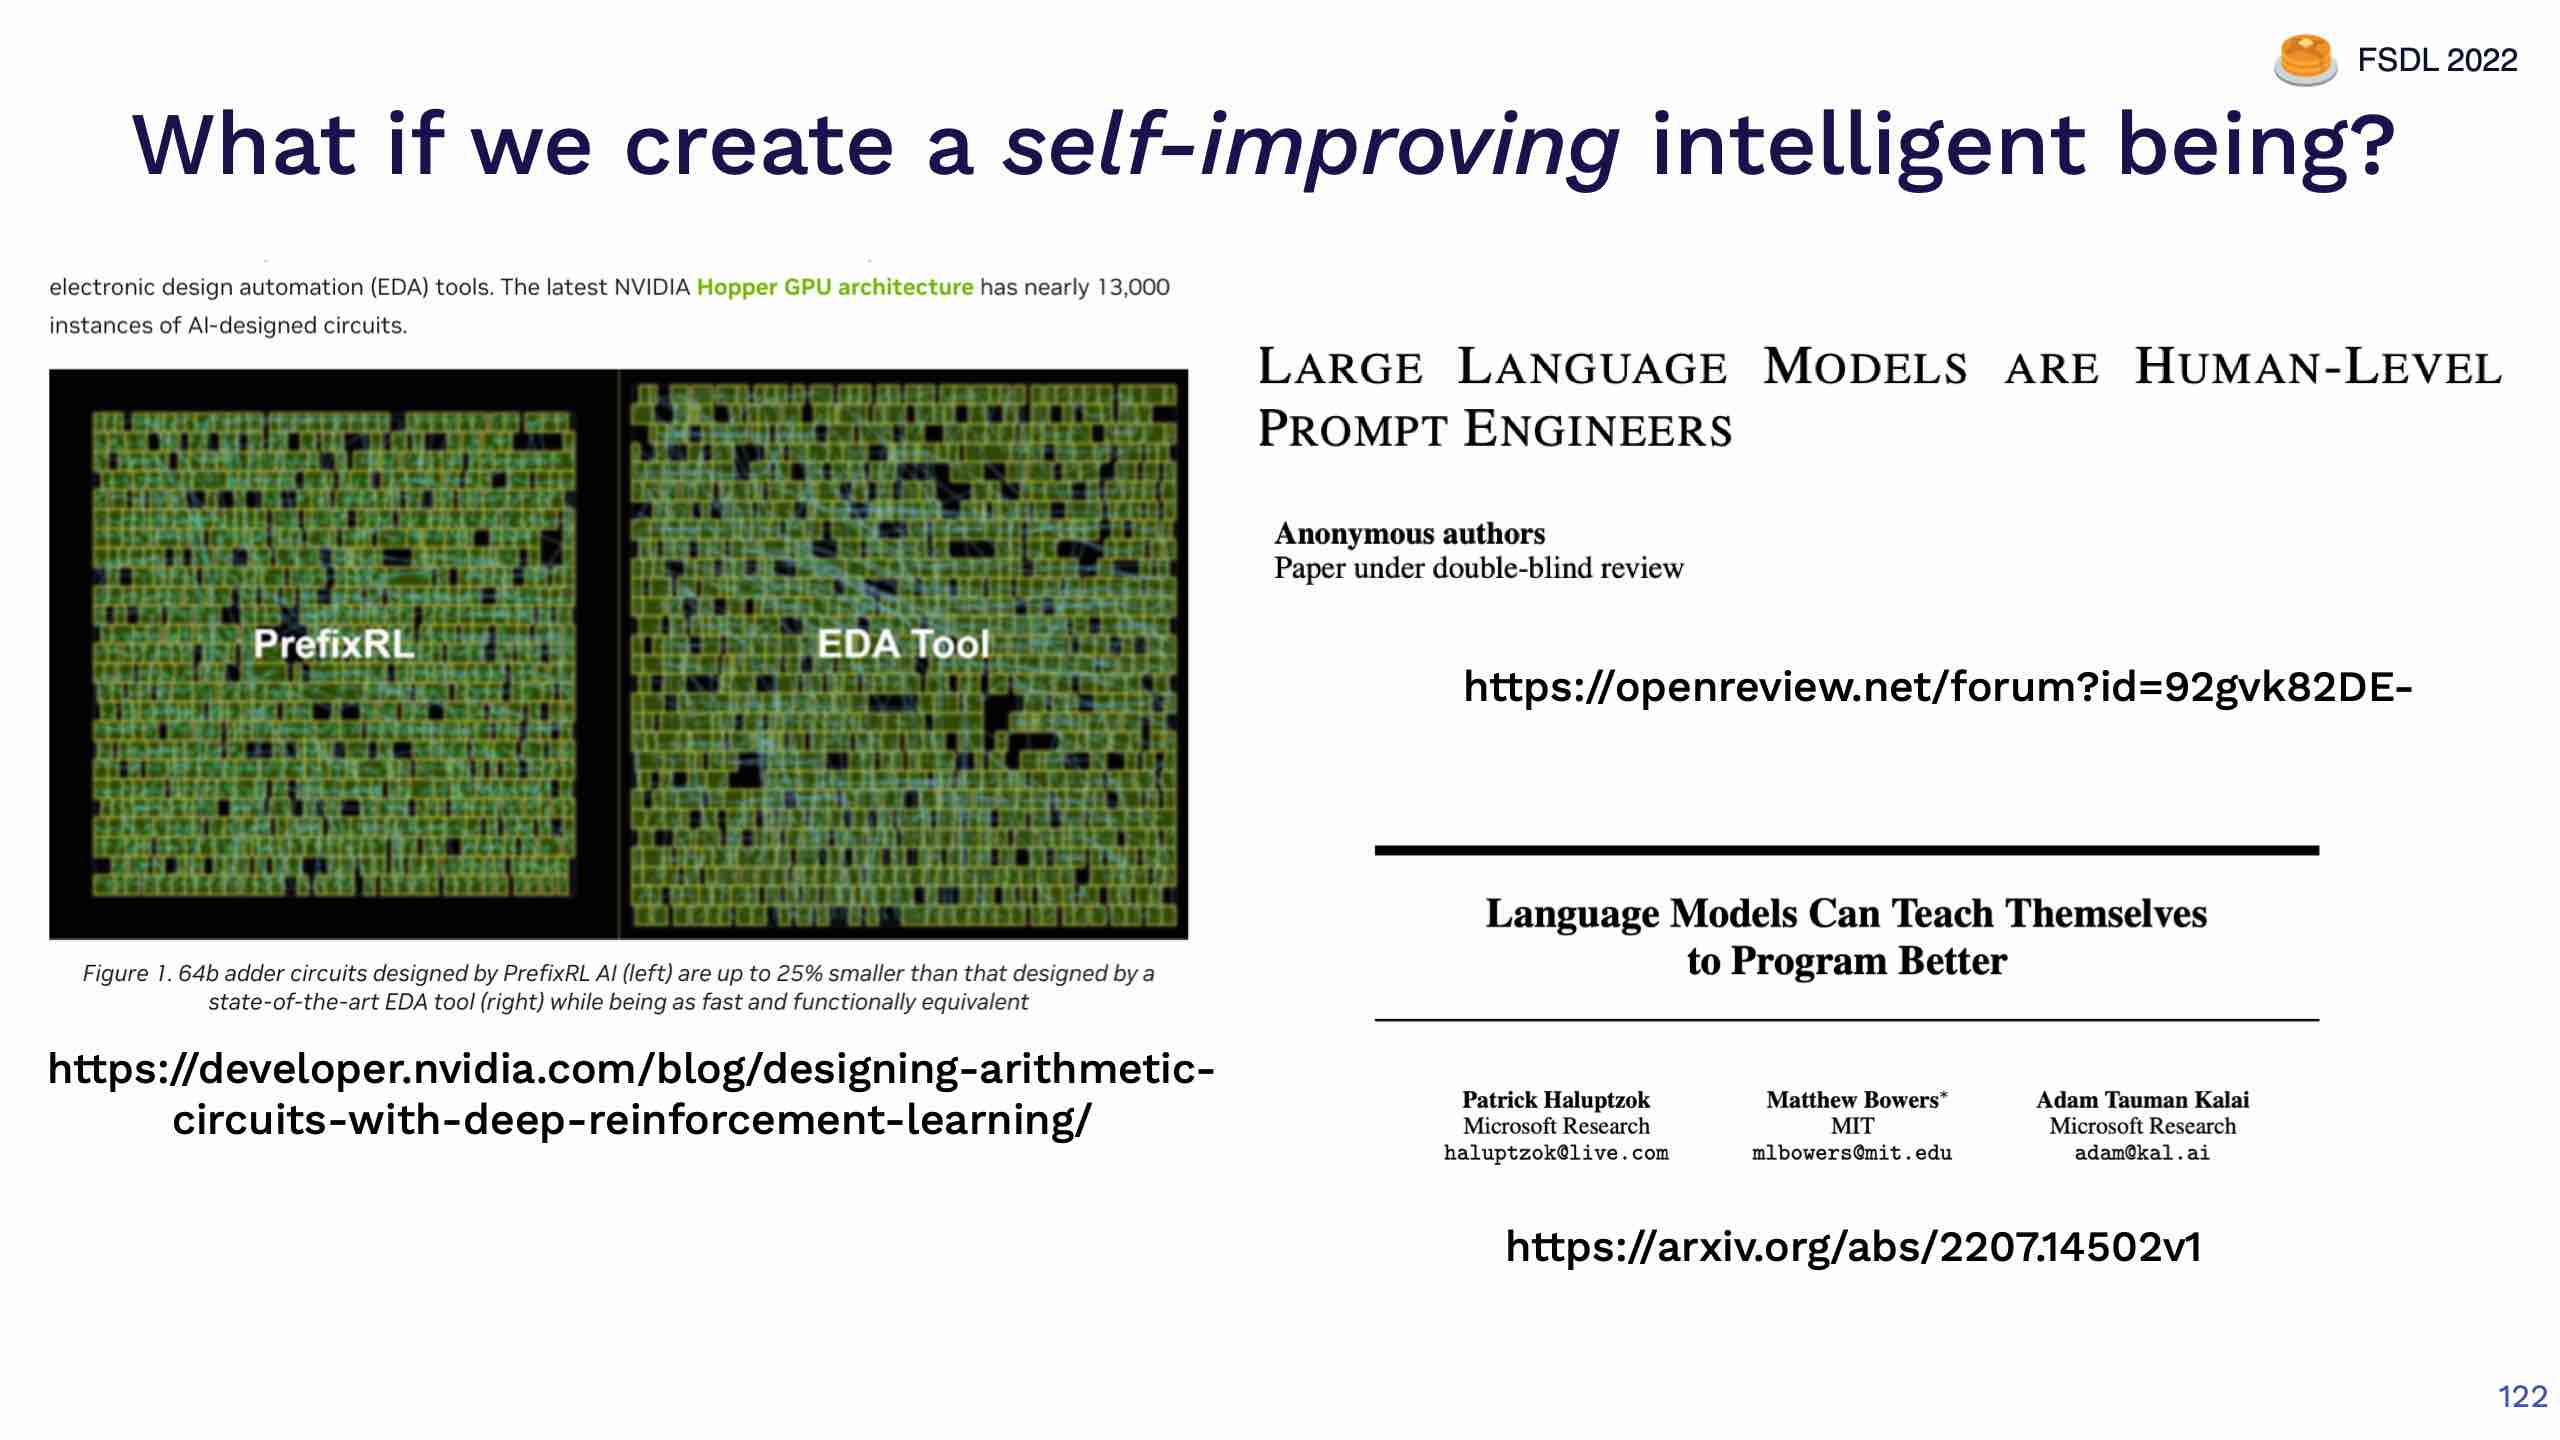 FSDL 2022
What if we create a self-improving intelligent being?
electronic design automation (EDA) tools. The latest NVIDIA Hopper GPU architecture has nearly 13,000
instances of AI-designed circuits.
PrefixRL
EDA Tool
Figure 1. 64b adder circuits designed by PrefixRL AI (left) are up to 25% smaller than that designed by a
state-of-the-art EDA tool (right) while being as fast and functionally equivalent
https://developer.nvidia.com/blog/designing-arithmetic-
circuits-with-deep-reinforcement-learning/
LARGE LANGUAGE MODELS ARE HUMAN-LEVEL
PROMPT ENGINEERS
Anonymous authors
Paper under double-blind review
https://openreview.net/forum?id=92gvk82DE-
Language Models Can Teach Themselves
to Program Better
Patrick Haluptzok Matthew Bowers* Adam Tauman Kalai
Microsoft Research MIT Microsoft Research
haluptzok@live.com mlbowers@mit.edu adam@kal.ai
https://arxiv.org/abs/2207.14502v1
122